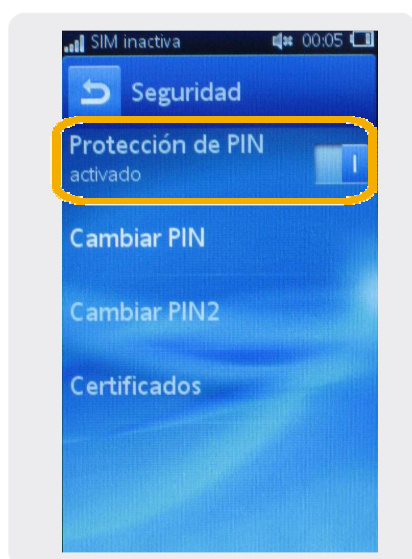 SIM inactiva 00:05
Seguridad
Protección de PIN
activado
Cambiar PIN
Cambiar PIN2
Certificados